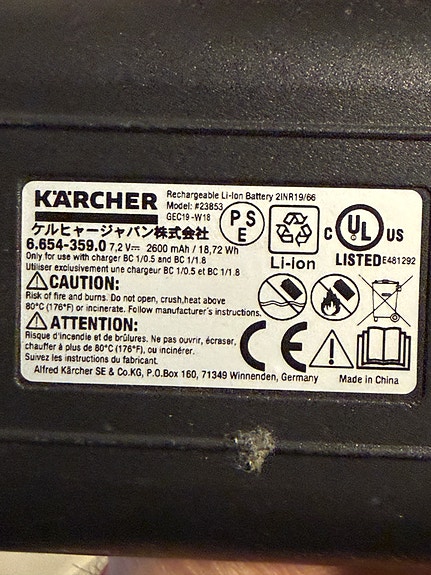 KÄRCHER
Rechargeable Li-Ion Battery 2INR19/66
Model: #23853
GEC19-W18
ケルヒャージャパン株式会社
6.654-359.0 7,2 V⎓ 2600 mAh / 18,72 Wh
Only for use with charger BC 1/0.5 and BC 1/1.8
Utiliser exclusivement une chargeur BC 1/0.5 et BC 1/1.8
PS
E
Li-ion
C UL US
LISTED E481292
⚠CAUTION:
Risk of fire and burns. Do not open, crush, heat above
80°C (176°F) or incinerate. Follow manufacturer's instructions.
⚠ATTENTION:
Risque d'incendie et de brûlures. Ne pas ouvrir, écraser,
chauffer à plus de 80°C (176°F), ou incinérer.
Suivez les instructions du fabricant.
CE
Alfred Kärcher SE & Co.KG, P.O.Box 160, 71349 Winnenden, Germany
Made in China